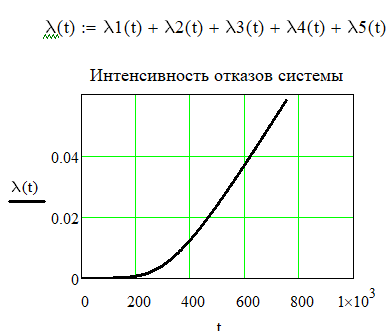 λ(t) := λ1(t) + λ2(t) + λ3(t) + λ4(t) + λ5(t)
Интенсивность отказов системы
0.04
λ(t)
0.02
0
0 200 400 600 800 1×10³
t